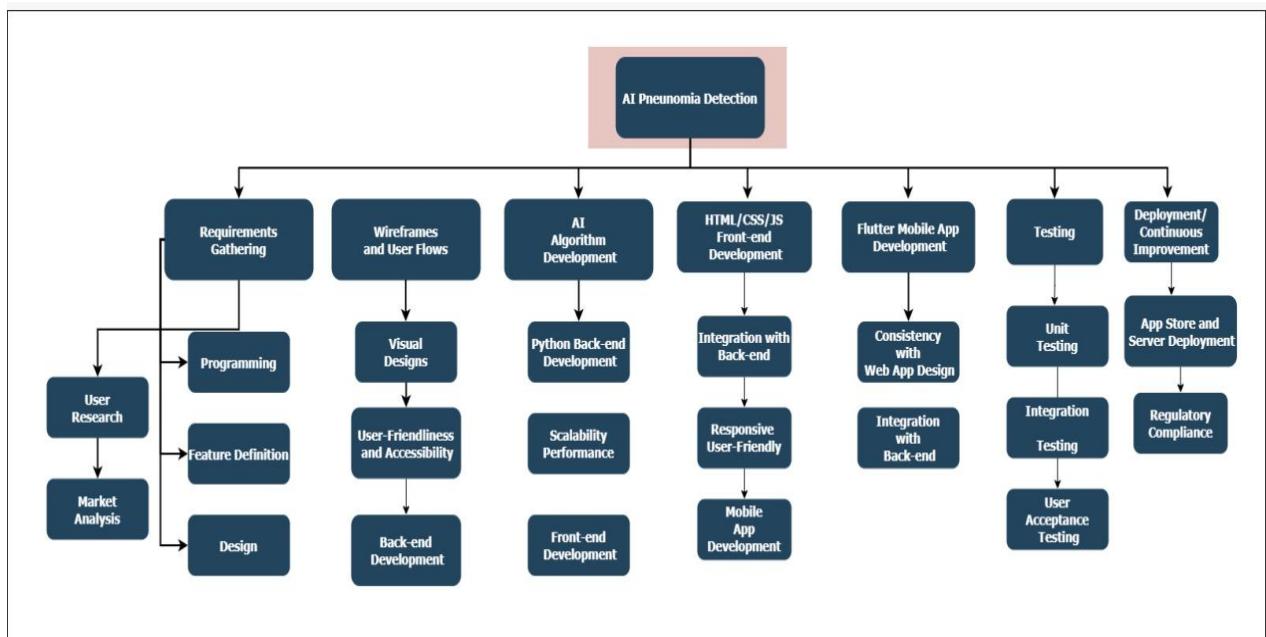 AI Pneunomia Detection
Requirements
Gathering
Wireframes
and User Flows
AI
Algorithm
Development
HTML/CSS/JS
Front-end
Development
Flutter Mobile App
Development
Testing
Deployment/
Continuous
Improvement
User
Research
Market
Analysis
Programming
Feature Definition
Design
Visual
Designs
User-Friendliness
and Accessibility
Back-end
Development
Python Back-end
Development
Scalability
Performance
Front-end
Development
Integration with
Back-end
Responsive
User-Friendly
Mobile
App
Development
Consistency
with
Web App Design
Integration
with
Back-end
Unit
Testing
Integration
Testing
User
Acceptance
Testing
App Store and
Server Deployment
Regulatory
Compliance